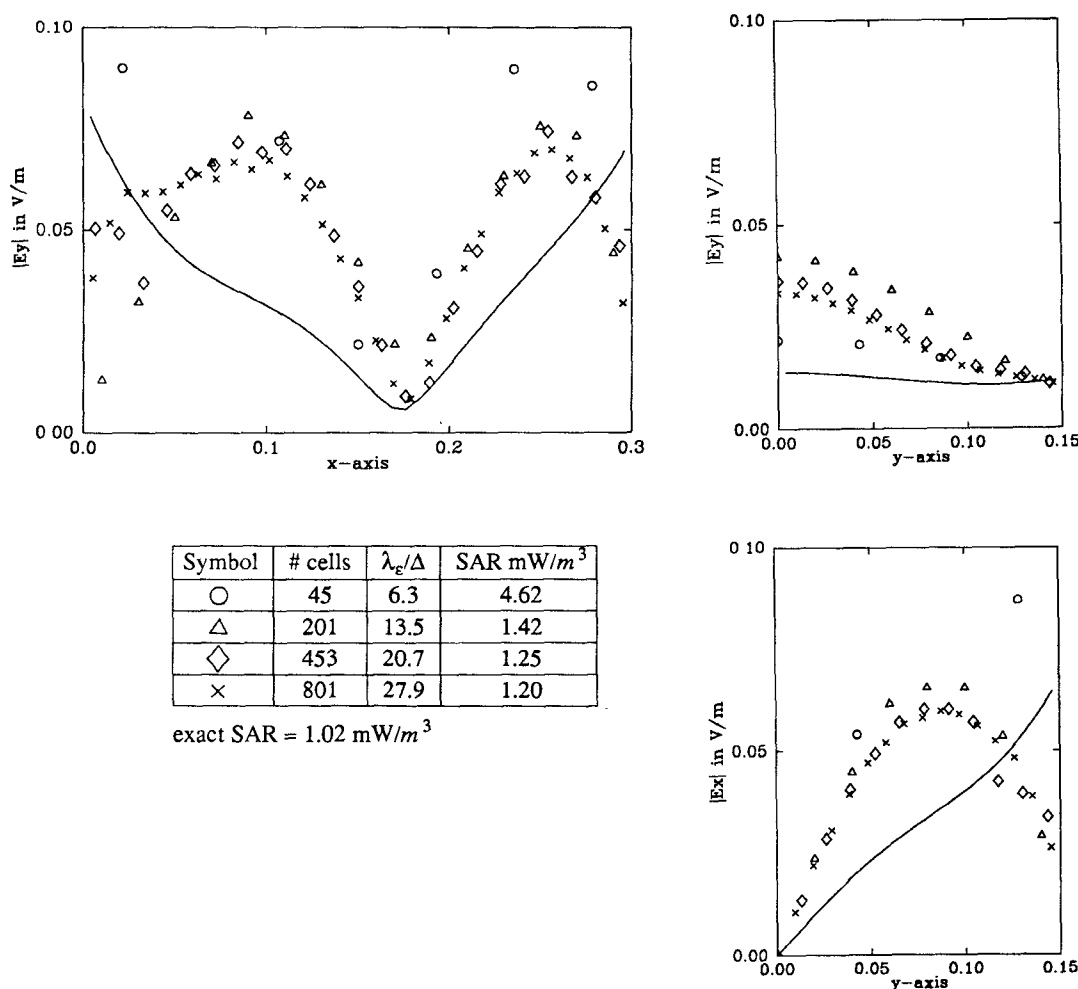 0.10
0.05
0.00
|Ey| in V/m
0.0 0.1 0.2 0.3
x-axis
0.10
0.05
0.00
|Ey| in V/m
0.00 0.05 0.10 0.15
y-axis
Symbol # cells λε/Δ SAR mW/m³
○ 45 6.3 4.62
△ 201 13.5 1.42
◇ 453 20.7 1.25
× 801 27.9 1.20
exact SAR = 1.02 mW/m³
0.10
0.05
0.00
|Ex| in V/m
0.00 0.05 0.10 0.15
y-axis